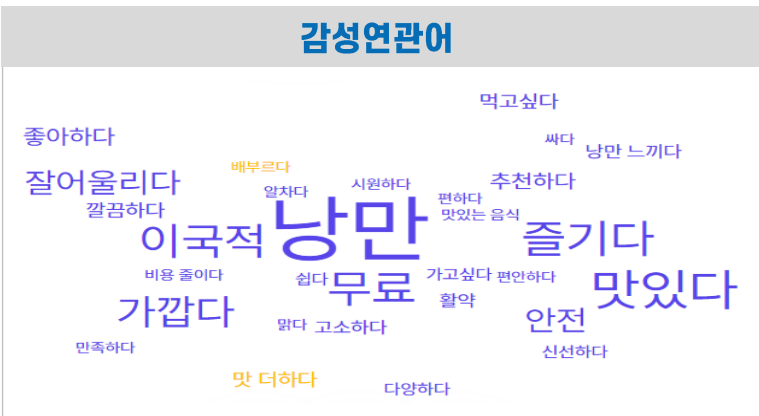 감성연관어
먹고싶다
좋아하다
싸다
낭만 느끼다
배부르다
잘어울리다
알차다
시원하다
추천하다
편하다
깔끔하다
낭만
맛있는 음식
이국적
즐기다
비용 줄이다
쉽다
무료
가고싶다
편안하다
맛있다
활약
가깝다
안전
맑다
고소하다
만족하다
신선하다
맛 더하다
다양하다